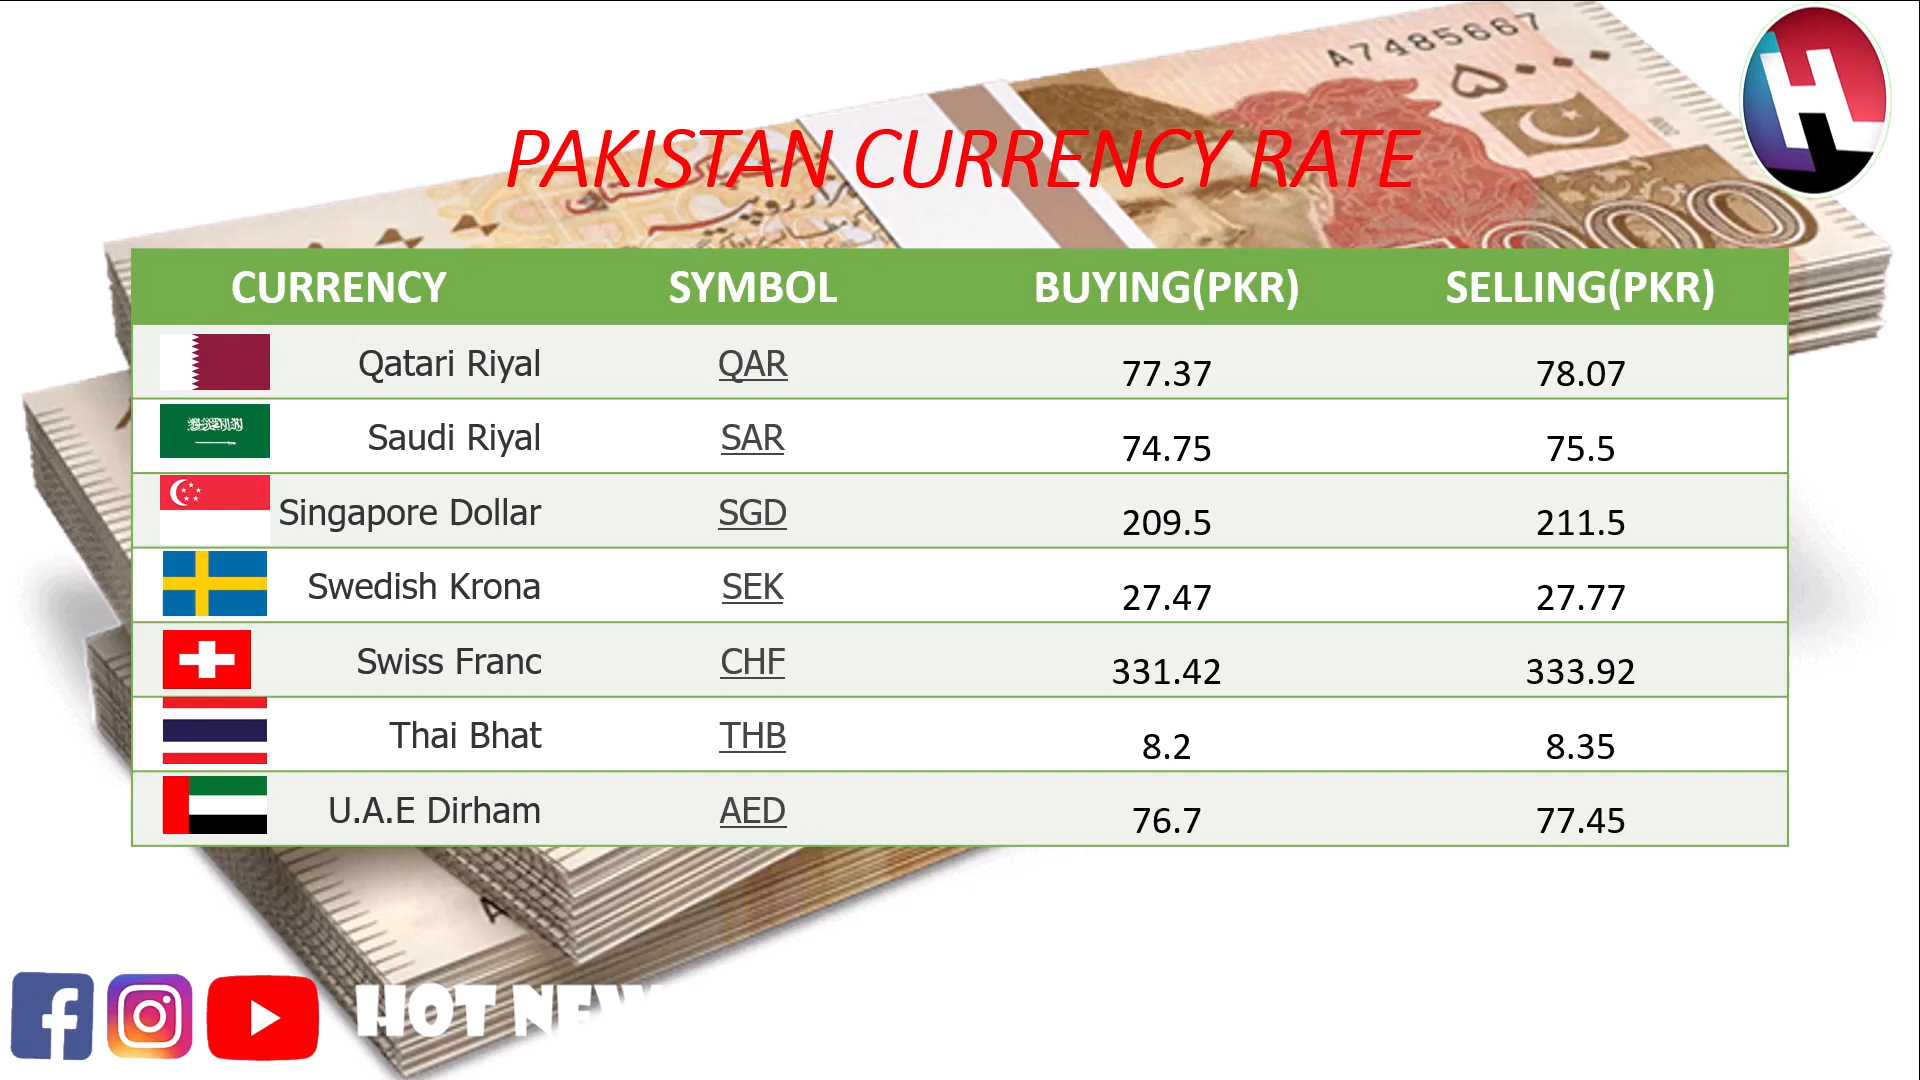 A7485667
۵۰۰۰
PAKISTAN CURRENCY RATE
CURRENCY SYMBOL BUYING(PKR) SELLING(PKR)
Qatari Riyal QAR 77.37 78.07
Saudi Riyal SAR 74.75 75.5
Singapore Dollar SGD 209.5 211.5
Swedish Krona SEK 27.47 27.77
Swiss Franc CHF 331.42 333.92
Thai Bhat THB 8.2 8.35
U.A.E Dirham AED 76.7 77.45
HOT NEW